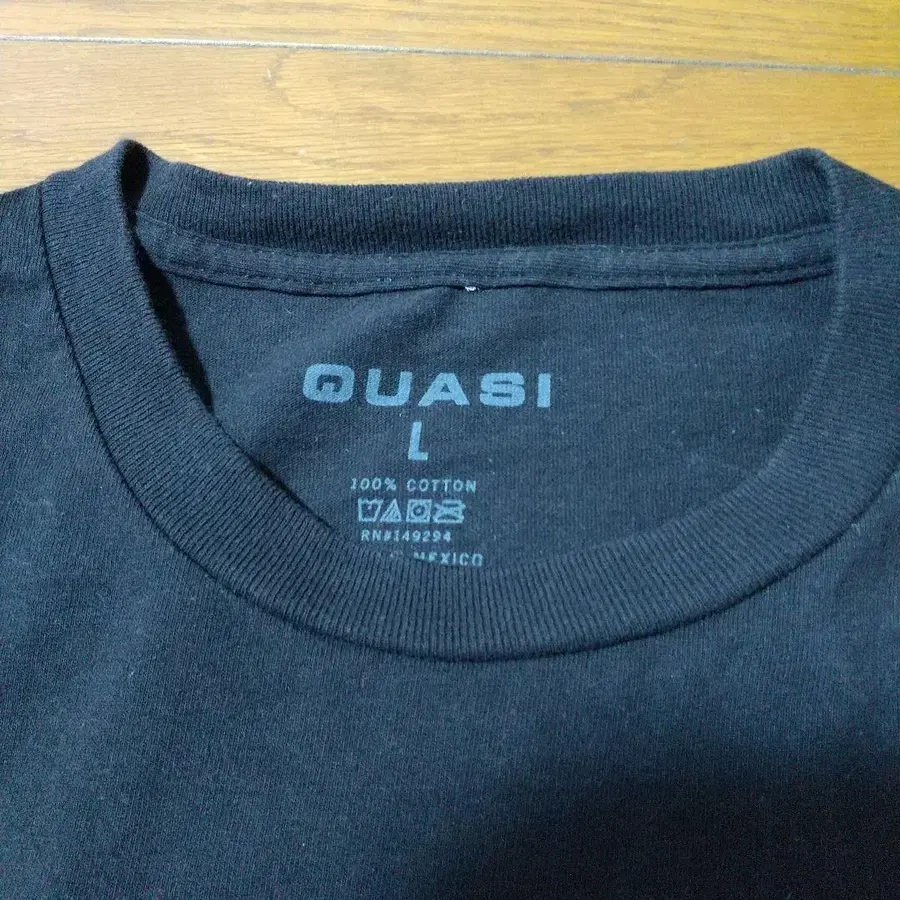 QUASI
L
100% COTTON
RN#149294
MEXICO